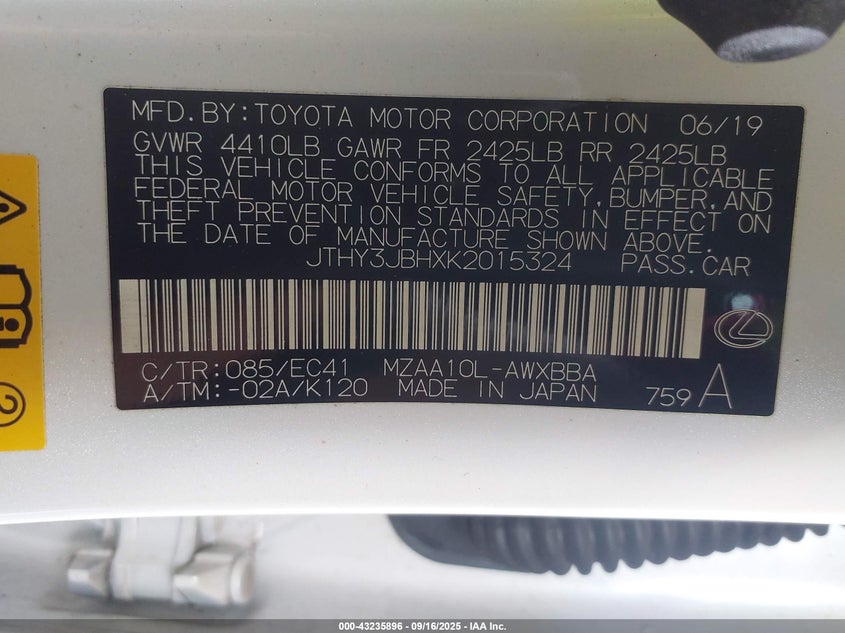 MFD.BY:TOYOTA MOTOR CORPORATION 06/19
GVWR 4410LB GAWR FR 2425LB RR 2425LB
THIS VEHICLE CONFORMS TO ALL APPLICABLE
FEDERAL MOTOR VEHICLE SAFETY,BUMPER,AND
THEFT PREVENTION STANDARDS IN EFFECT ON
THE DATE OF MANUFACTURE SHOWN ABOVE.
JTHY3JBHXK2015324 PASS.CAR
C/TR:085/EC41 MZAA10L-AWXBBA
A/TM:-02A/K120 MADE IN JAPAN 759 A
2
000-43235896 - 09/16/2025 - IAA Inc.